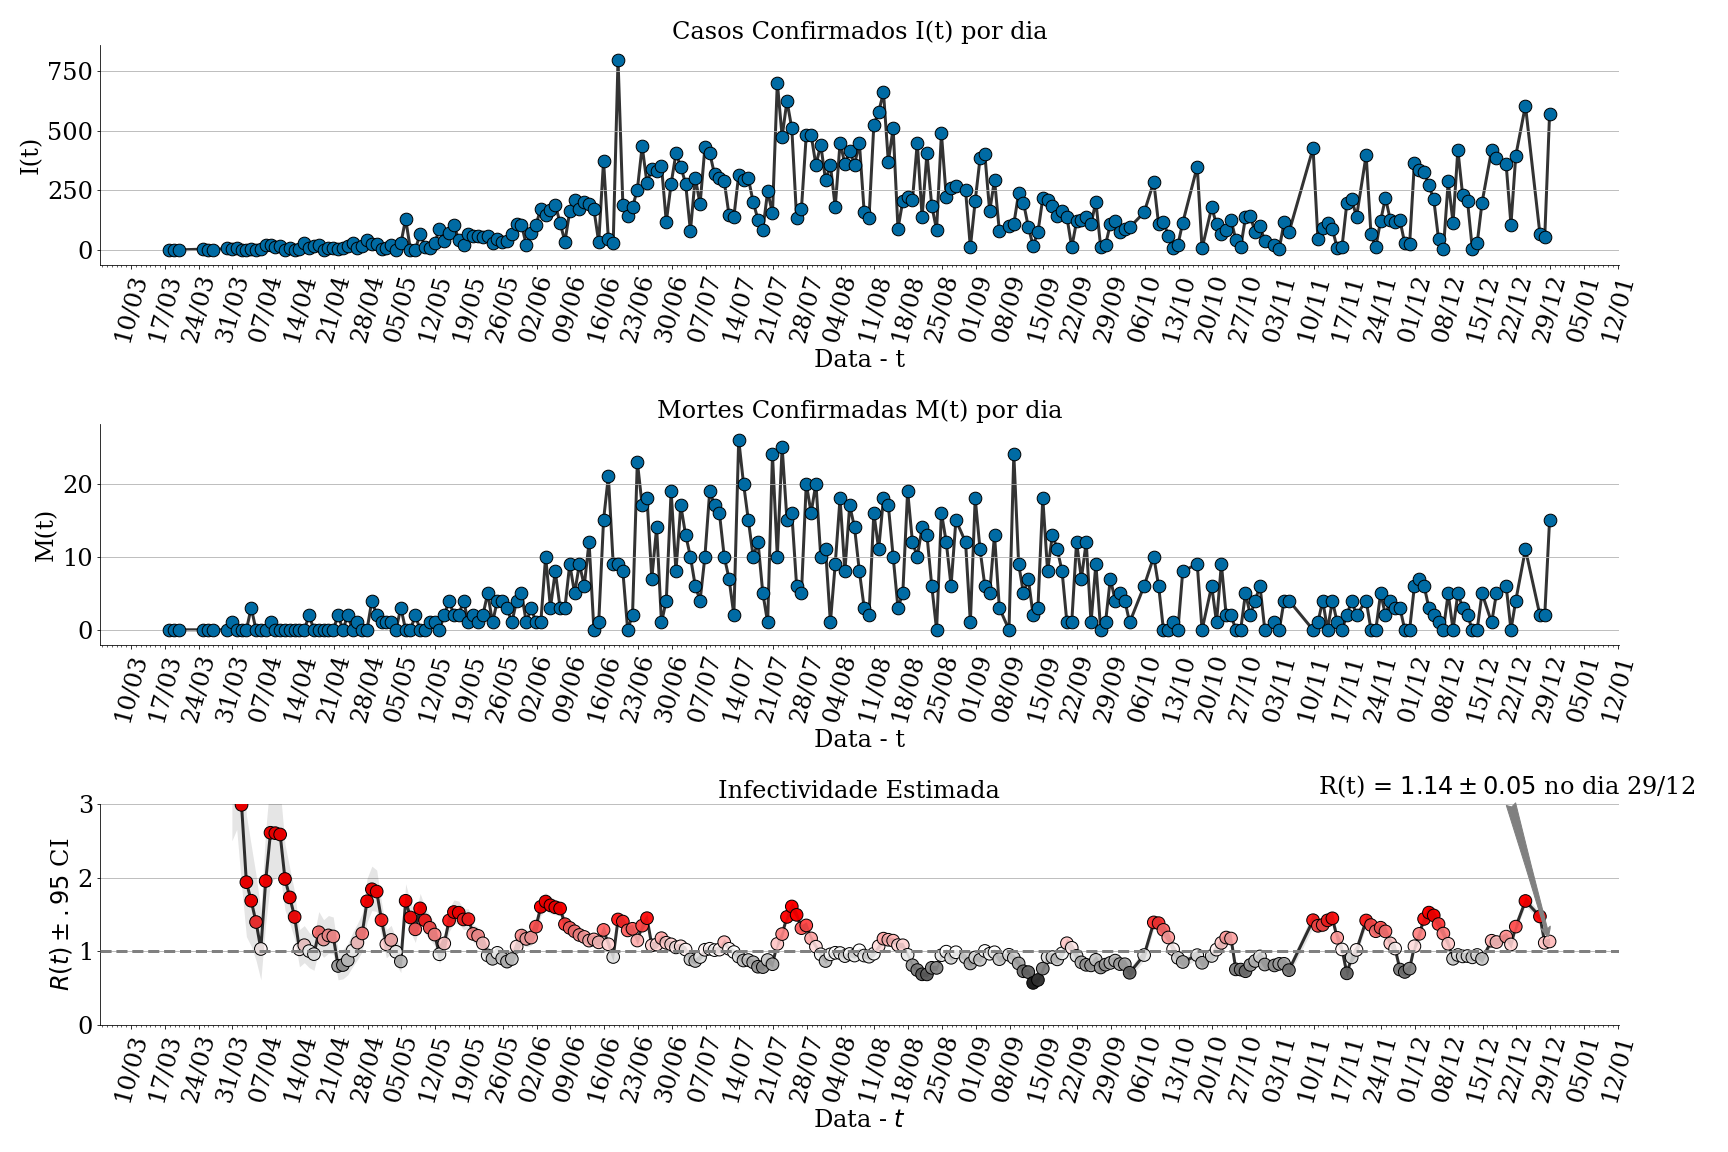 Casos Confirmados I(t) por dia
750
500
250
0
I(t)
10/03 17/03 24/03 31/03 07/04 14/04 21/04 28/04 05/05 12/05 19/05 26/05 02/06 09/06 16/06 23/06 30/06 07/07 14/07 21/07 28/07 04/08 11/08 18/08 25/08 01/09 08/09 15/09 22/09 29/09 06/10 13/10 20/10 27/10 03/11 10/11 17/11 24/11 01/12 08/12 15/12 22/12 29/12 05/01 12/01
Data - t
Mortes Confirmadas M(t) por dia
20
10
0
M(t)
10/03 17/03 24/03 31/03 07/04 14/04 21/04 28/04 05/05 12/05 19/05 26/05 02/06 09/06 16/06 23/06 30/06 07/07 14/07 21/07 28/07 04/08 11/08 18/08 25/08 01/09 08/09 15/09 22/09 29/09 06/10 13/10 20/10 27/10 03/11 10/11 17/11 24/11 01/12 08/12 15/12 22/12 29/12 05/01 12/01
Data - t
Infectividade Estimada
R(t) = 1.14 ± 0.05 no dia 29/12
3
2
1
0
R(t) ± .95 CI
10/03 17/03 24/03 31/03 07/04 14/04 21/04 28/04 05/05 12/05 19/05 26/05 02/06 09/06 16/06 23/06 30/06 07/07 14/07 21/07 28/07 04/08 11/08 18/08 25/08 01/09 08/09 15/09 22/09 29/09 06/10 13/10 20/10 27/10 03/11 10/11 17/11 24/11 01/12 08/12 15/12 22/12 29/12 05/01 12/01
Data - t